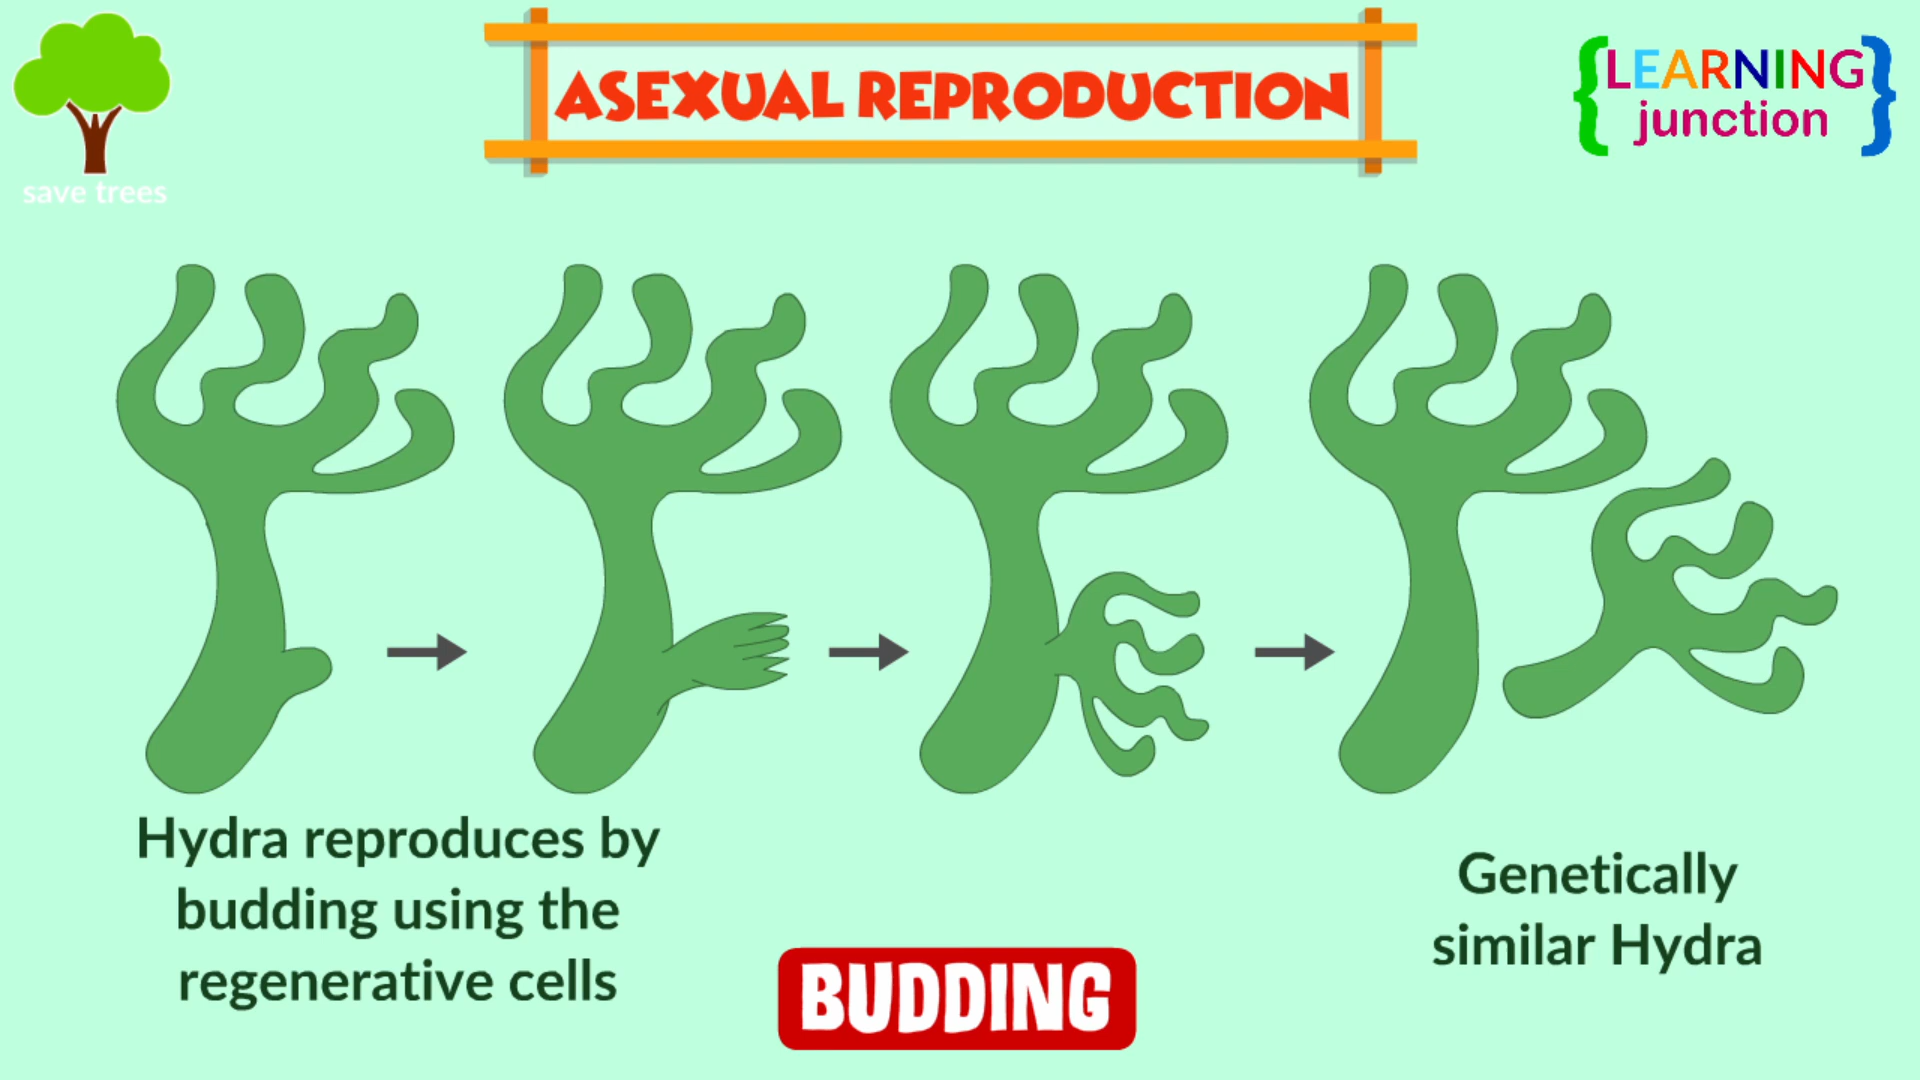 save trees
ASEXUAL REPRODUCTION
LEARNING
junction
Hydra reproduces by
budding using the
regenerative cells
BUDDING
Genetically
similar Hydra